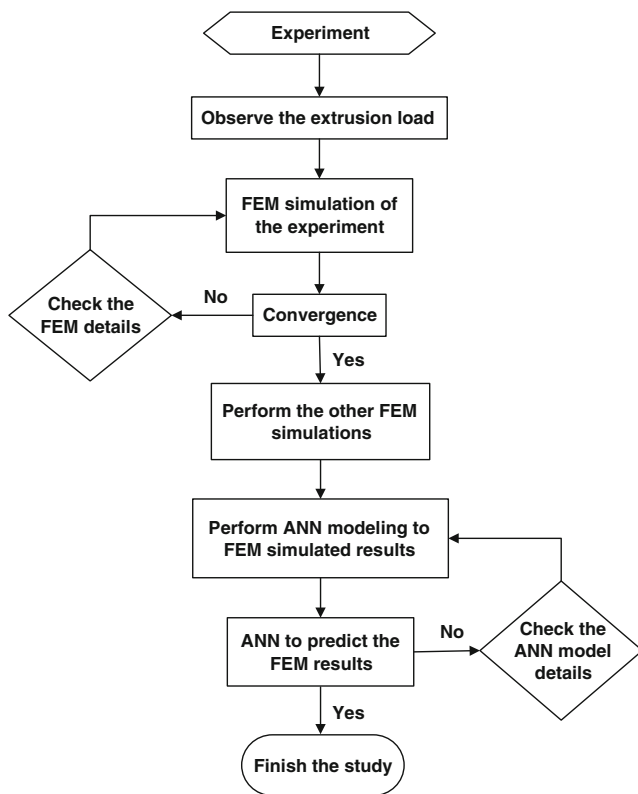 Experiment
Observe the extrusion load
FEM simulation of
the experiment
Check the
FEM details
No
Convergence
Yes
Perform the other FEM
simulations
Perform ANN modeling to
FEM simulated results
ANN to predict the
FEM results
No
Check the
ANN model
details
Yes
Finish the study